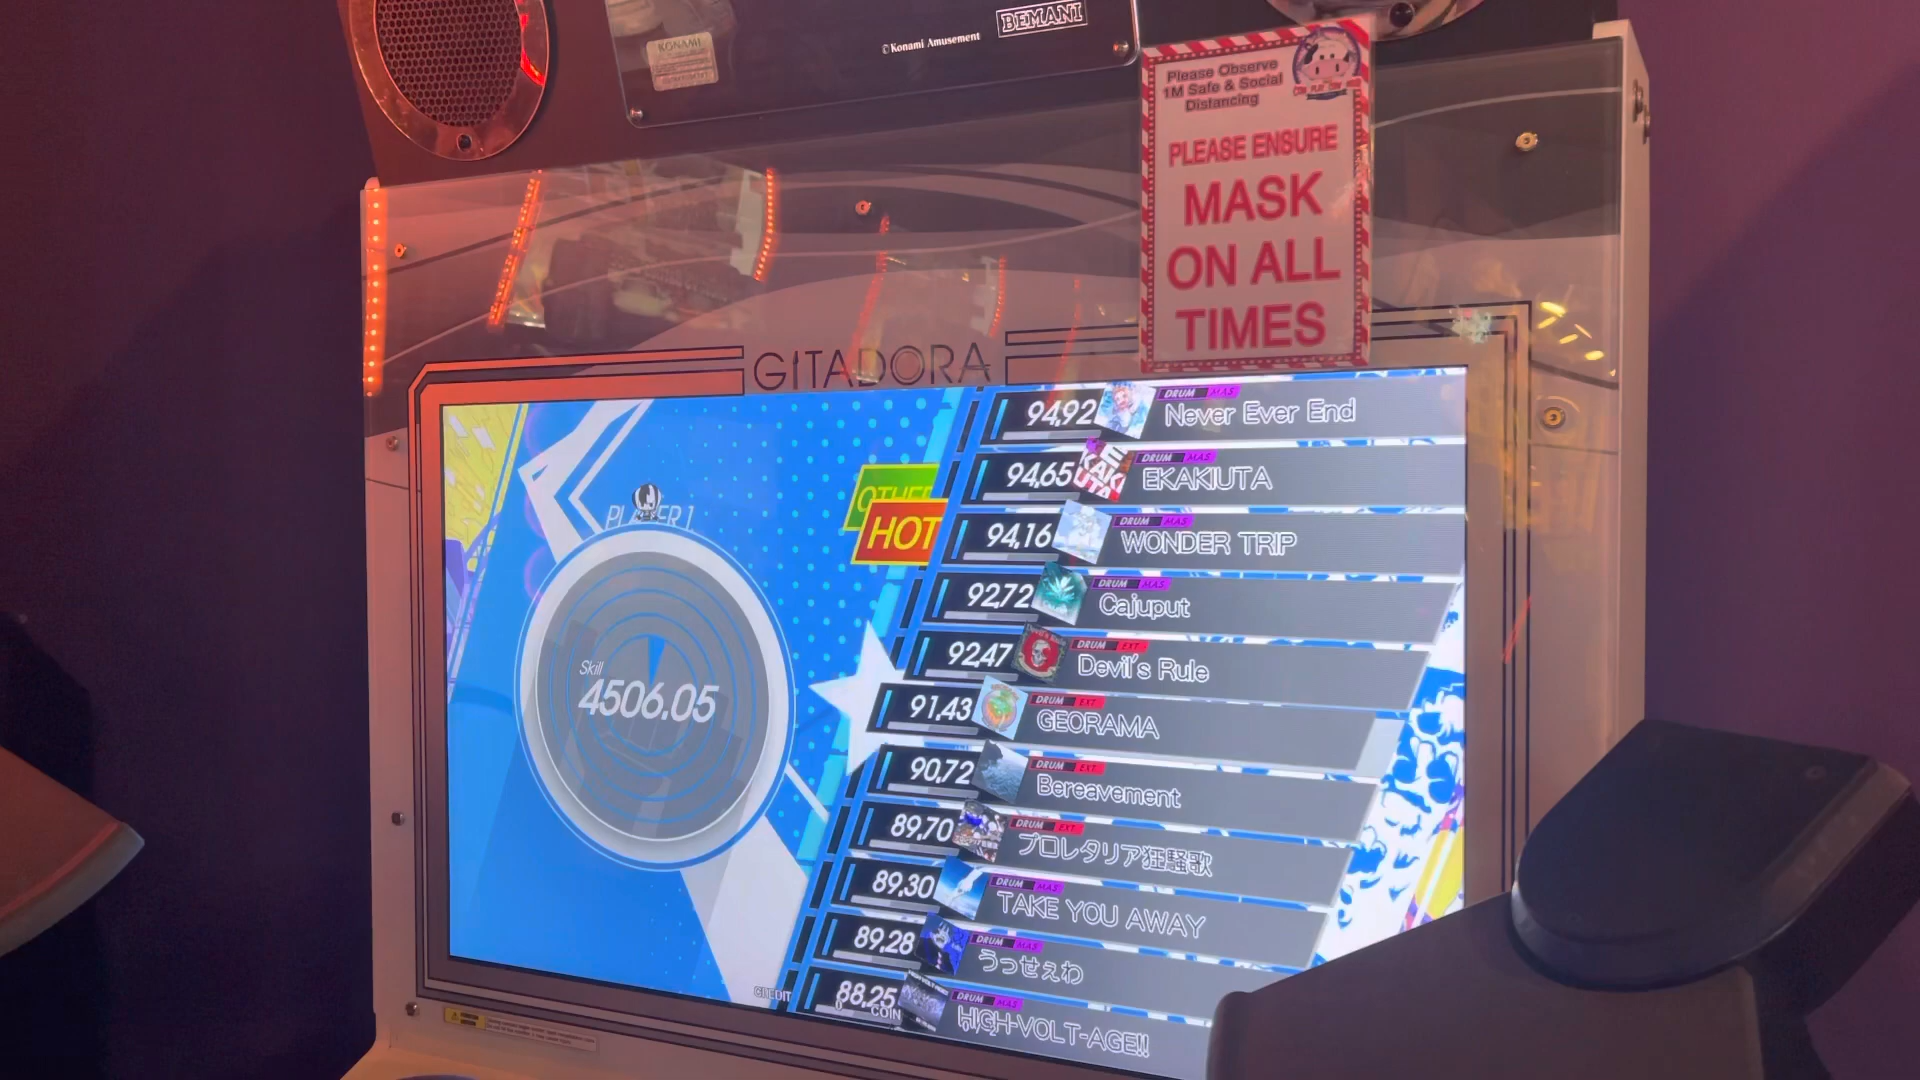 BEMANI
©Konami Amusement
KONAMI
Please Observe
1M Safe & Social
Distancing
PLEASE ENSURE
MASK
ON ALL
TIMES
GITADORA
PLAYER 1
Skill
4506.05
OTHER
HOT
94.92 DRUM MAS
Never Ever End
94.65 DRUM MAS
EKAKIUTA
94.16 DRUM MAS
WONDER TRIP
92.72 DRUM MAS
Cajuput
92.47 DRUM EXT
Devil's Rule
91.43 DRUM EXT
GEORAMA
90.72 DRUM EXT
Bereavement
89.70 DRUM EXT
プロレタリア狂騒歌
89.30 DRUM MAS
TAKE YOU AWAY
89.28 DRUM MAS
うっせぇわ
88.25 DRUM MAS
HIGH-VOLT-AGE!!
CREDIT
0
COIN